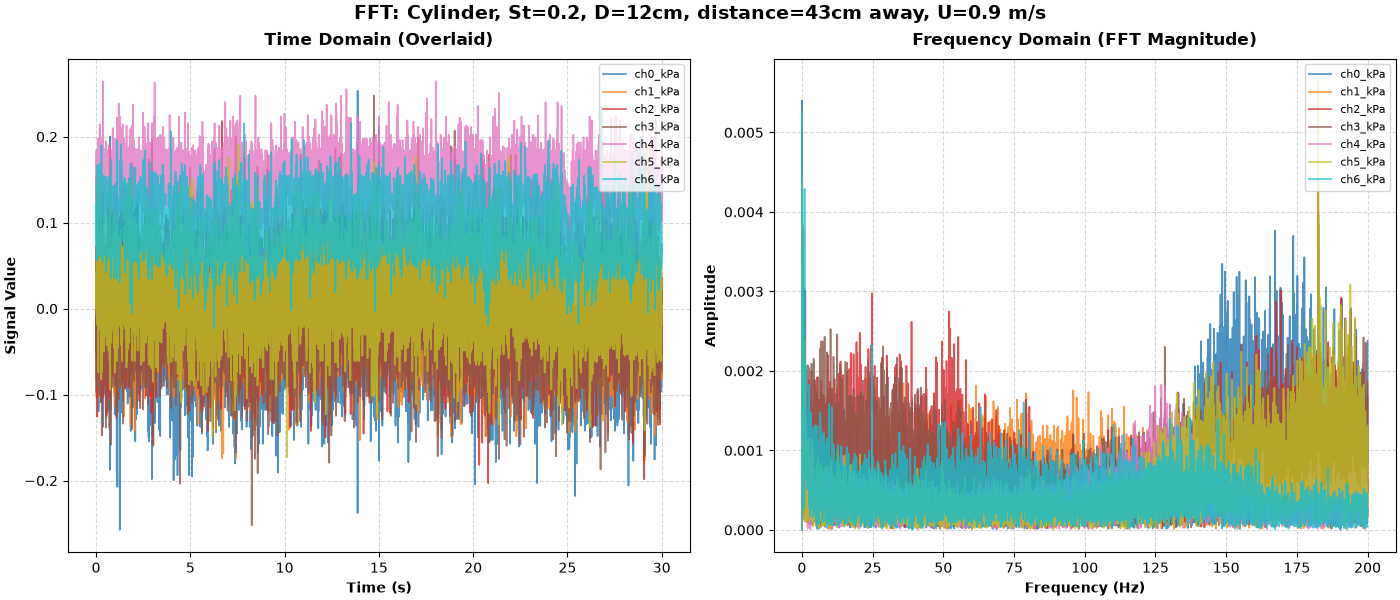 FFT: Cylinder, St=0.2, D=12cm, distance=43cm away, U=0.9 m/s
Time Domain (Overlaid)
Signal Value
0.2
0.1
0.0
−0.1
−0.2
0 5 10 15 20 25 30
Time (s)
ch0_kPa
ch1_kPa
ch2_kPa
ch3_kPa
ch4_kPa
ch5_kPa
ch6_kPa
Frequency Domain (FFT Magnitude)
Amplitude
0.005
0.004
0.003
0.002
0.001
0.000
0 25 50 75 100 125 150 175 200
Frequency (Hz)
ch0_kPa
ch1_kPa
ch2_kPa
ch3_kPa
ch4_kPa
ch5_kPa
ch6_kPa